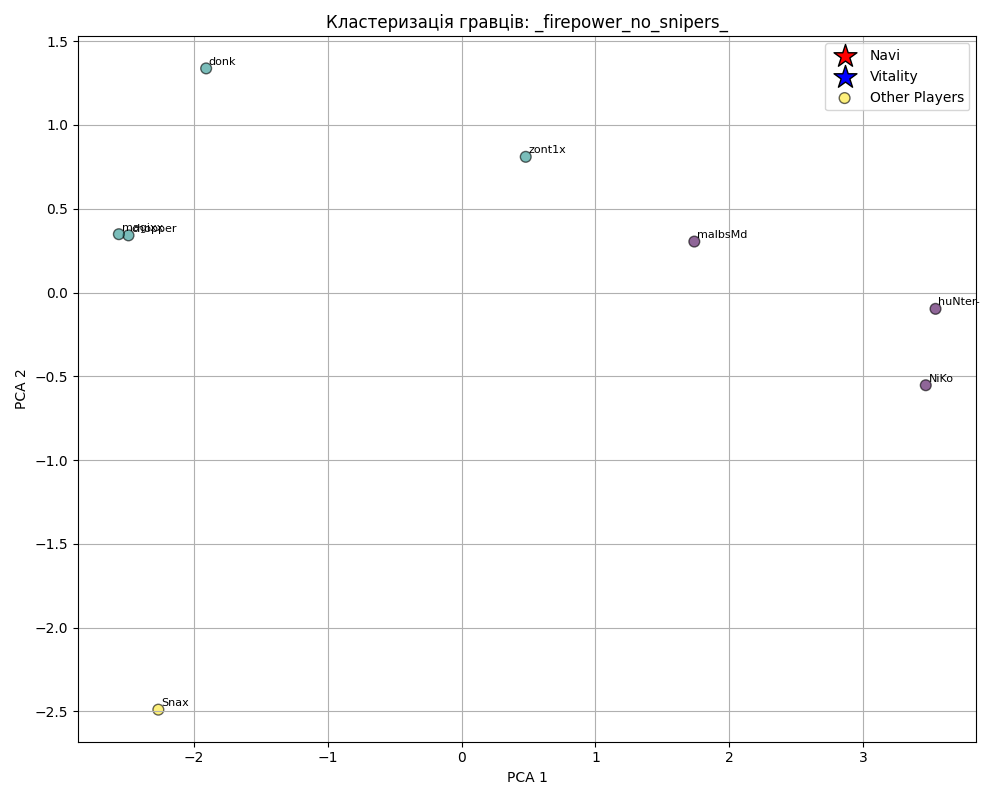 Кластеризація гравців: _firepower_no_snipers_
Navi
Vitality
Other Players
donk
zont1x
chopper
malbsMd
huNter-
NiKo
Snax
1.5
1.0
0.5
0.0
−0.5
−1.0
−1.5
−2.0
−2.5
PCA 2
−2
−1
0
1
2
3
PCA 1